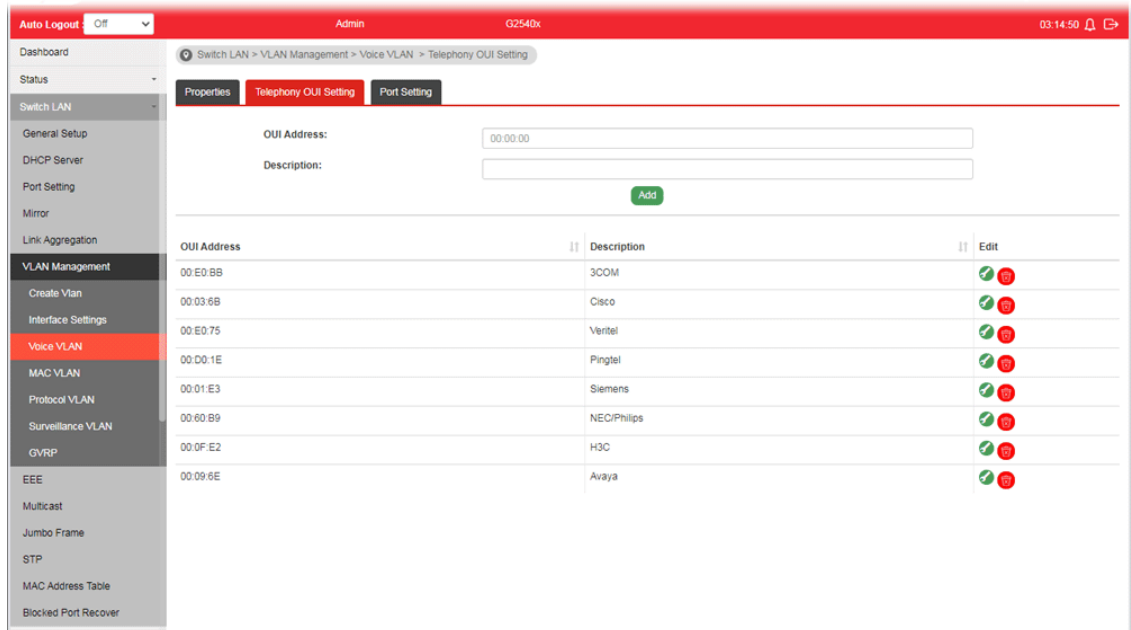 Auto Logout : Off Admin G2540x 03:14:50
Dashboard
Status
Switch LAN
General Setup
DHCP Server
Port Setting
Mirror
Link Aggregation
VLAN Management
Create Vlan
Interface Settings
Voice VLAN
MAC VLAN
Protocol VLAN
Surveillance VLAN
GVRP
EEE
Multicast
Jumbo Frame
STP
MAC Address Table
Blocked Port Recover
Switch LAN > VLAN Management > Voice VLAN > Telephony OUI Setting
Properties Telephony OUI Setting Port Setting
OUI Address: 00:00:00
Description:
Add
OUI Address Description Edit
00:E0:BB 3COM
00:03:6B Cisco
00:E0:75 Veritel
00:D0:1E Pingtel
00:01:E3 Siemens
00:60:B9 NEC/Philips
00:0F:E2 H3C
00:09:6E Avaya